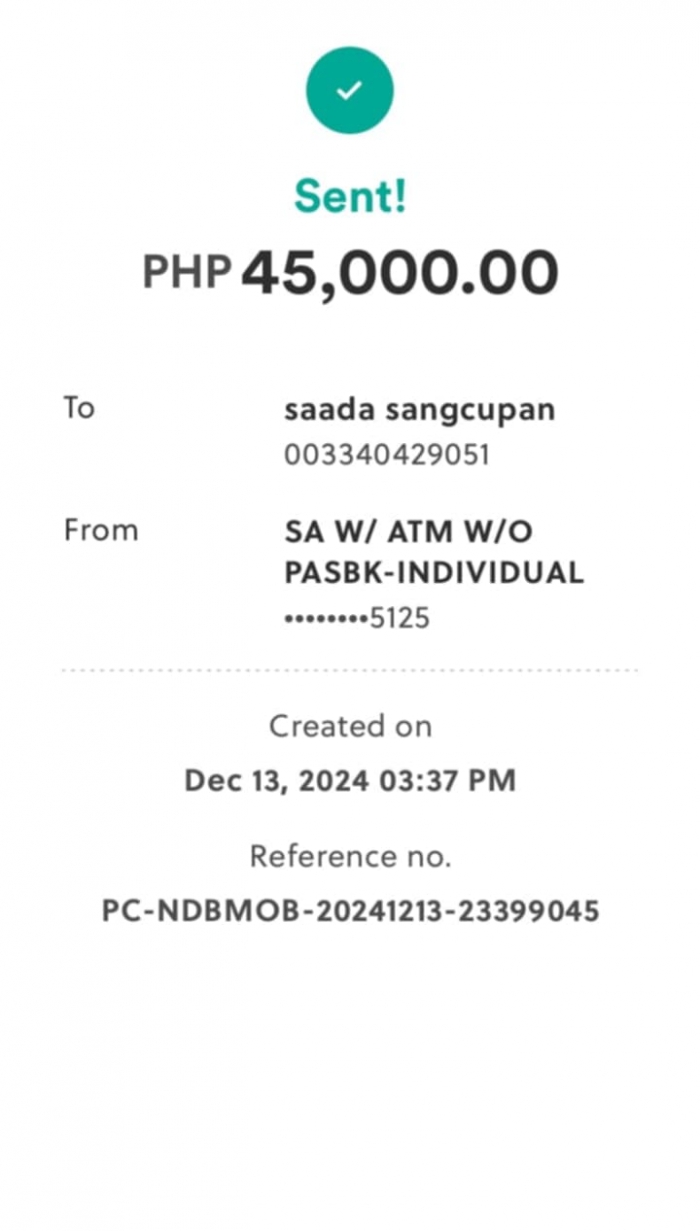 Sent!
PHP 45,000.00
To
saada sangcupan
003340429051
From
SA W/ ATM W/O
PASBK-INDIVIDUAL
••••••••5125
Created on
Dec 13, 2024 03:37 PM
Reference no.
PC-NDBMOB-20241213-23399045